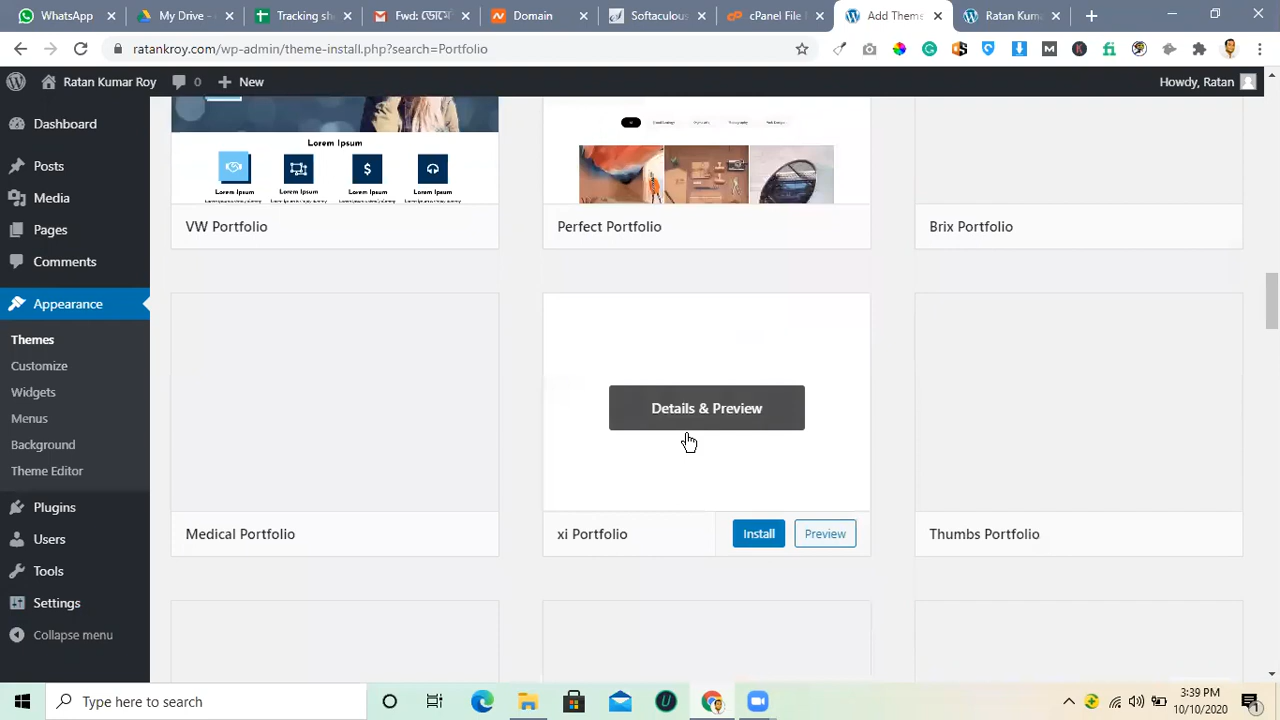 WhatsApp
My Drive
Tracking sh
Domain
Softaculous
cPanel File
Add Theme
Ratan Kuma
ratankroy.com/wp-admin/theme-install.php?search=Portfolio
Ratan Kumar Roy
0
New
Howdy, Ratan
Dashboard
Posts
Media
Pages
Comments
Appearance
Themes
Customize
Widgets
Menus
Background
Theme Editor
Plugins
Users
Tools
Settings
Collapse menu
Lorem Ipsum
Lorem Ipsum Lorem Ipsum Lorem Ipsum Lorem Ipsum
VW Portfolio
Perfect Portfolio
Brix Portfolio
Details & Preview
Medical Portfolio
xi Portfolio
Install
Preview
Thumbs Portfolio
Type here to search
3:39 PM
10/10/2020